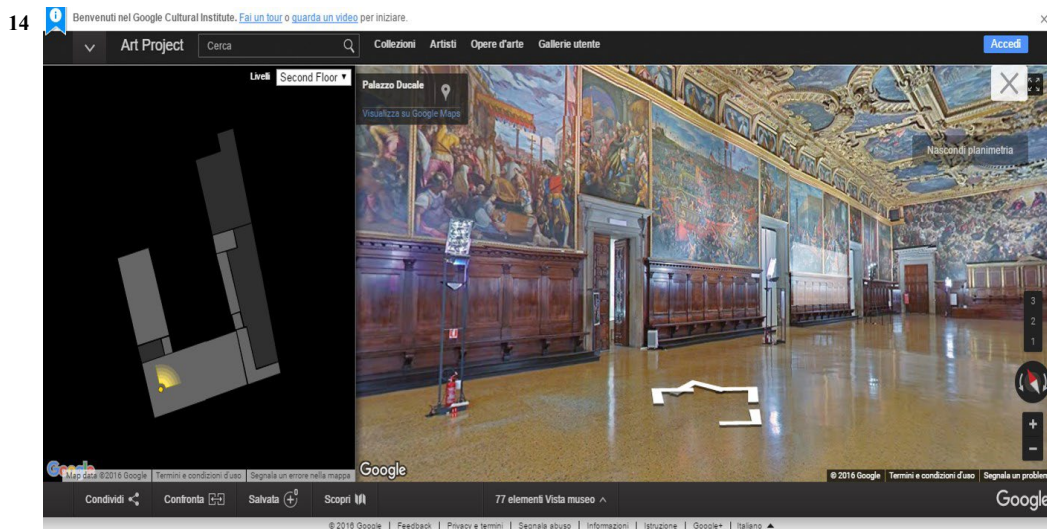 14
Benvenuti nel Google Cultural Institute. Fai un tour o guarda un video per iniziare.
Art Project Cerca Collezioni Artisti Opere d'arte Gallerie utente Accedi
Livelli Second Floor
Palazzo Ducale
Visualizza su Google Maps
Nascondi planimetria
3
2
1
Google
Map data ©2016 Google Termini e condizioni d'uso Segnala un errore nella mappa
Google
© 2016 Google Termini e condizioni d'uso Segnala un problem
Condividi Confronta Salvata 0 Scopri 77 elementi Vista museo Google
© 2016 Google | Feedback | Privacy e termini | Segnala abuso | Informazioni | Istruzione | Google+ | Italiano